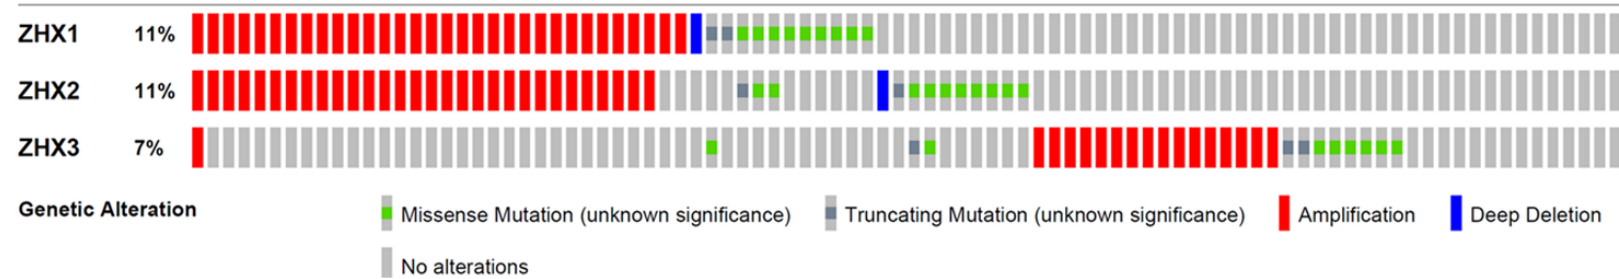 ZHX1 11%
ZHX2 11%
ZHX3 7%
Genetic Alteration Missense Mutation (unknown significance) Truncating Mutation (unknown significance) Amplification Deep Deletion
No alterations